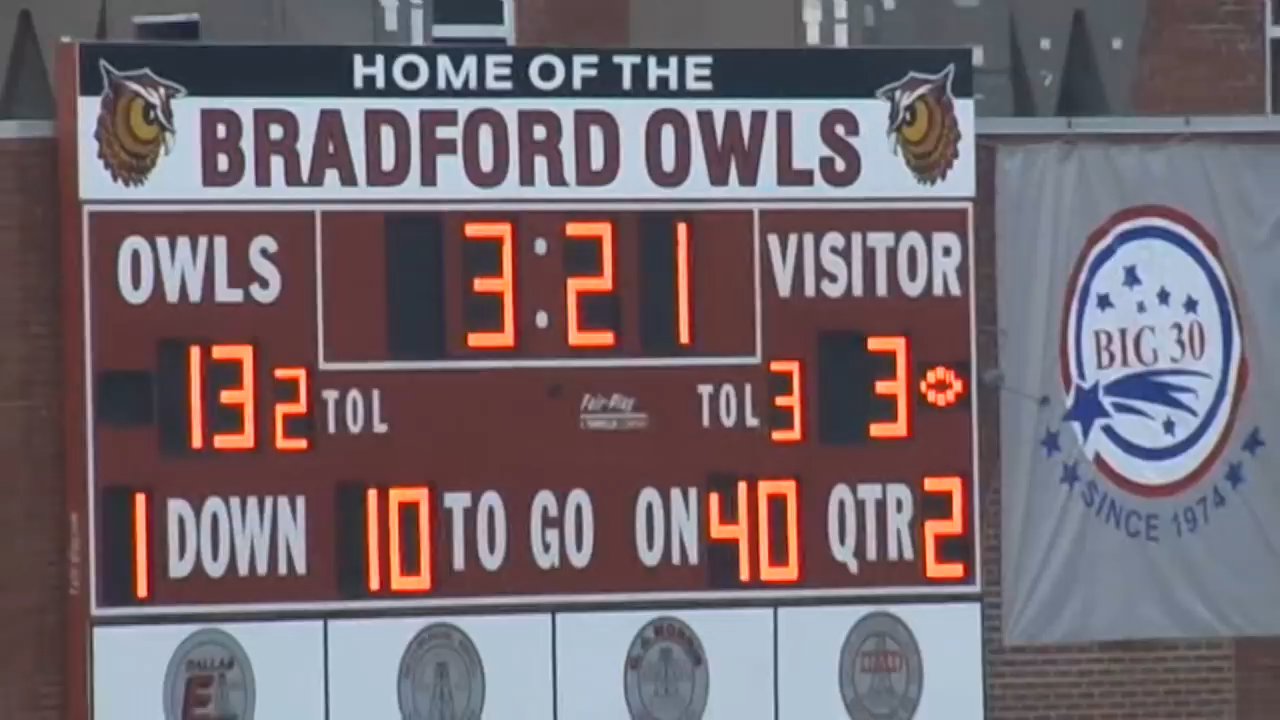 HOME OF THE
BRADFORD OWLS
OWLS 3:21 VISITOR
13 2 TOL Fair-Play TOL 3 3
1 DOWN 10 TO GO ON 40 QTR 2
BIG 30
SINCE 1974
DALLAS
E